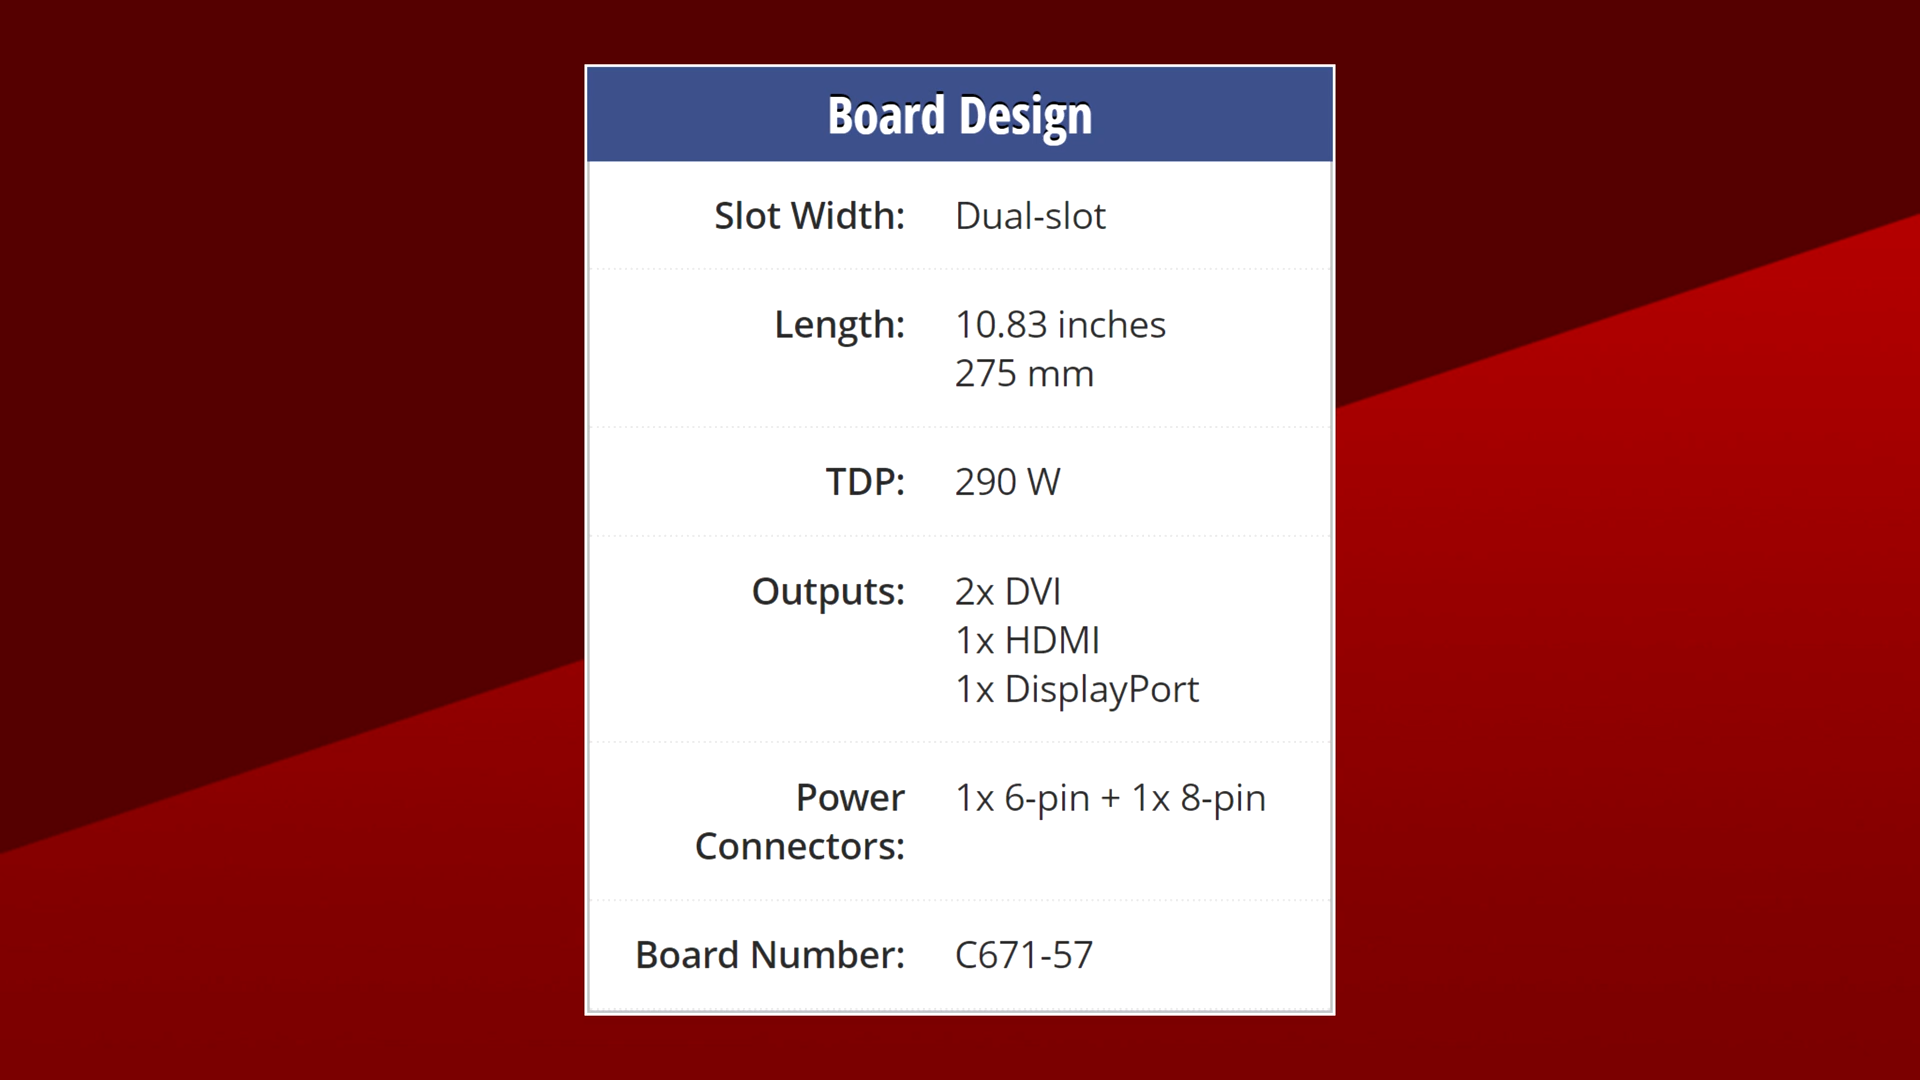 Board Design
Slot Width: Dual-slot
Length: 10.83 inches
275 mm
TDP: 290 W
Outputs: 2x DVI
1x HDMI
1x DisplayPort
Power Connectors: 1x 6-pin + 1x 8-pin
Board Number: C671-57